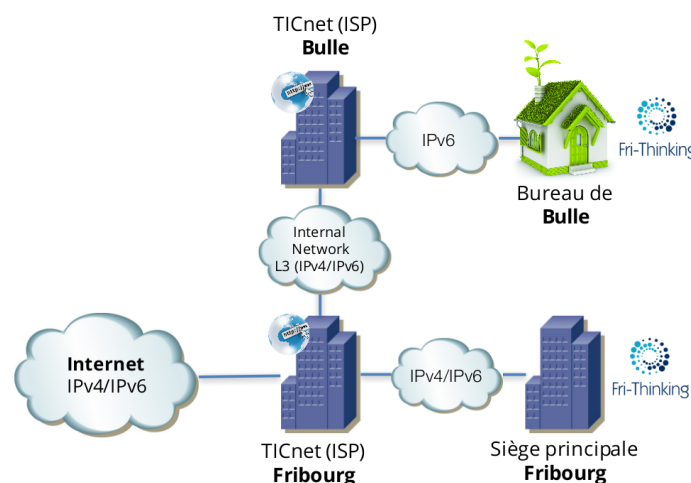 TICnet (ISP)
Bulle
IPv6
Fri-Thinking
Bureau de
Bulle
Internal
Network
L3 (IPv4/IPv6)
Internet
IPv4/IPv6
IPv4/IPv6
Fri-Thinking
TICnet (ISP)
Fribourg
Siège principale
Fribourg